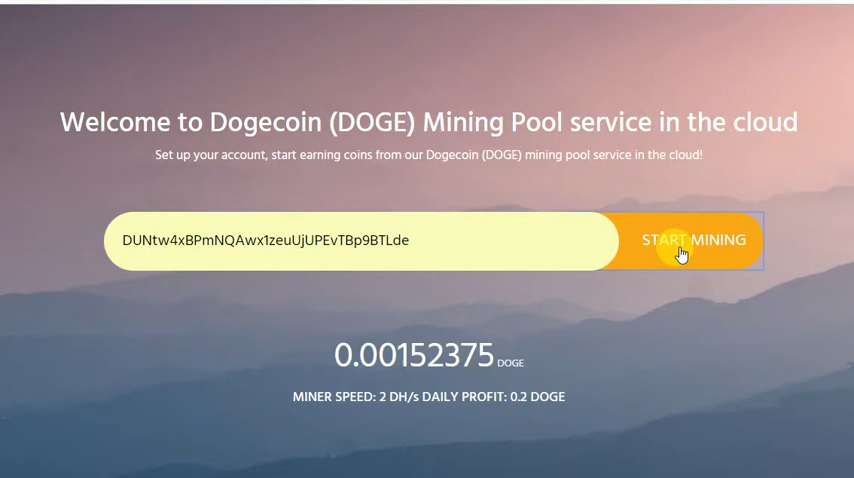 Welcome to Dogecoin (DOGE) Mining Pool service in the cloud
Set up your account, start earning coins from our Dogecoin (DOGE) mining pool service in the cloud!
DUNtw4xBPmNQAwx1zeuUjUPEvTBp9BTLde
START MINING
0.00152375 DOGE
MINER SPEED: 2 DH/s DAILY PROFIT: 0.2 DOGE